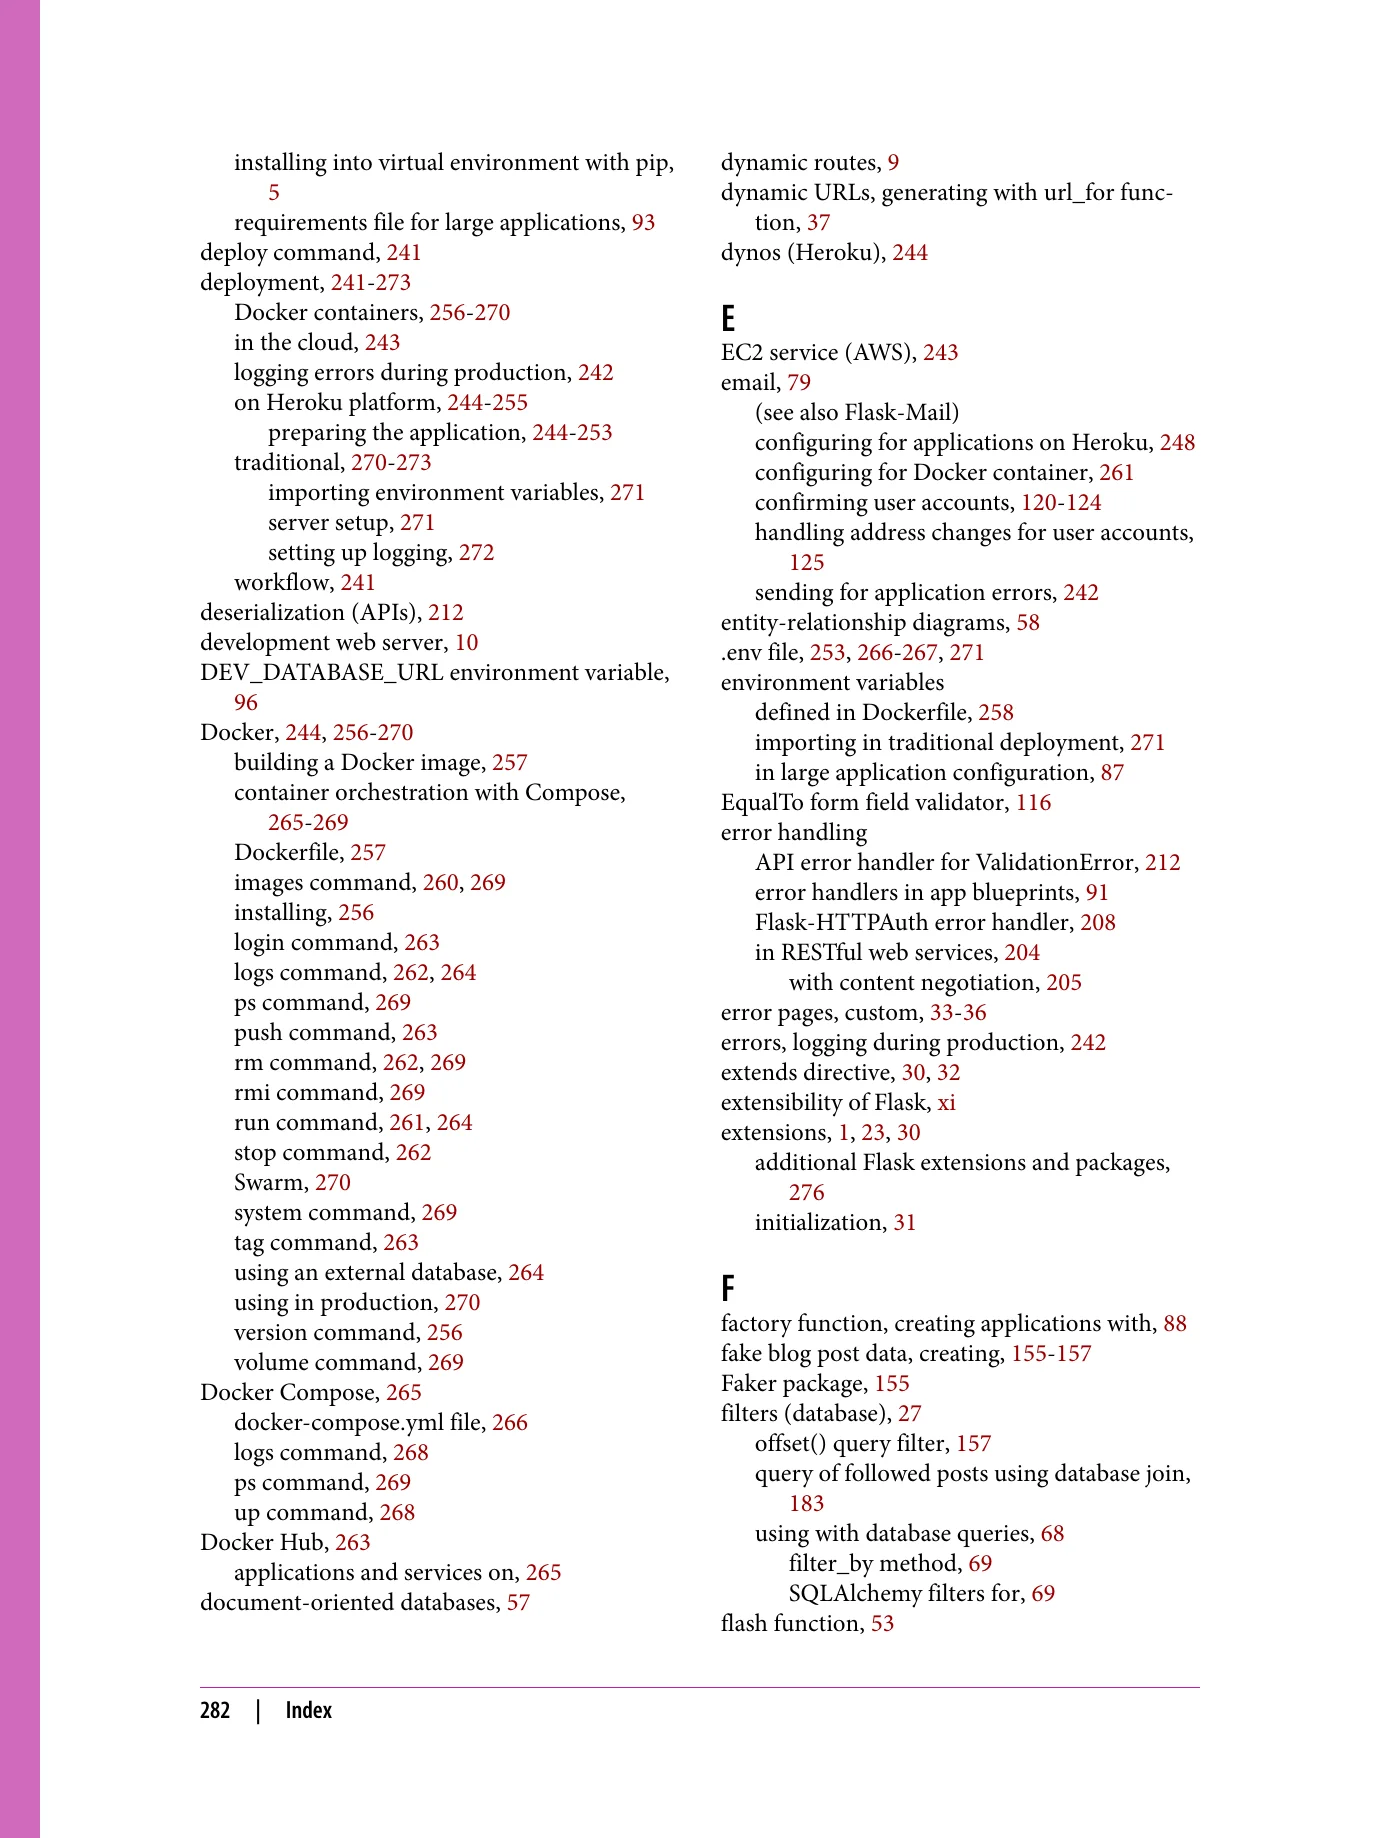 installing into virtual environment with pip,
5
requirements file for large applications, 93
deploy command, 241
deployment, 241-273
Docker containers, 256-270
in the cloud, 243
logging errors during production, 242
on Heroku platform, 244-255
preparing the application, 244-253
traditional, 270-273
importing environment variables, 271
server setup, 271
setting up logging, 272
workflow, 241
deserialization (APIs), 212
development web server, 10
DEV_DATABASE_URL environment variable,
96
Docker, 244, 256-270
building a Docker image, 257
container orchestration with Compose,
265-269
Dockerfile, 257
images command, 260, 269
installing, 256
login command, 263
logs command, 262, 264
ps command, 269
push command, 263
rm command, 262, 269
rmi command, 269
run command, 261, 264
stop command, 262
Swarm, 270
system command, 269
tag command, 263
using an external database, 264
using in production, 270
version command, 256
volume command, 269
Docker Compose, 265
docker-compose.yml file, 266
logs command, 268
ps command, 269
up command, 268
Docker Hub, 263
applications and services on, 265
document-oriented databases, 57
dynamic routes, 9
dynamic URLs, generating with url_for func-
tion, 37
dynos (Heroku), 244
E
EC2 service (AWS), 243
email, 79
(see also Flask-Mail)
configuring for applications on Heroku, 248
configuring for Docker container, 261
confirming user accounts, 120-124
handling address changes for user accounts,
125
sending for application errors, 242
entity-relationship diagrams, 58
.env file, 253, 266-267, 271
environment variables
defined in Dockerfile, 258
importing in traditional deployment, 271
in large application configuration, 87
EqualTo form field validator, 116
error handling
API error handler for ValidationError, 212
error handlers in app blueprints, 91
Flask-HTTPAuth error handler, 208
in RESTful web services, 204
with content negotiation, 205
error pages, custom, 33-36
errors, logging during production, 242
extends directive, 30, 32
extensibility of Flask, xi
extensions, 1, 23, 30
additional Flask extensions and packages,
276
initialization, 31
F
factory function, creating applications with, 88
fake blog post data, creating, 155-157
Faker package, 155
filters (database), 27
offset() query filter, 157
query of followed posts using database join,
183
using with database queries, 68
filter_by method, 69
SQLAlchemy filters for, 69
flash function, 53
282 | Index